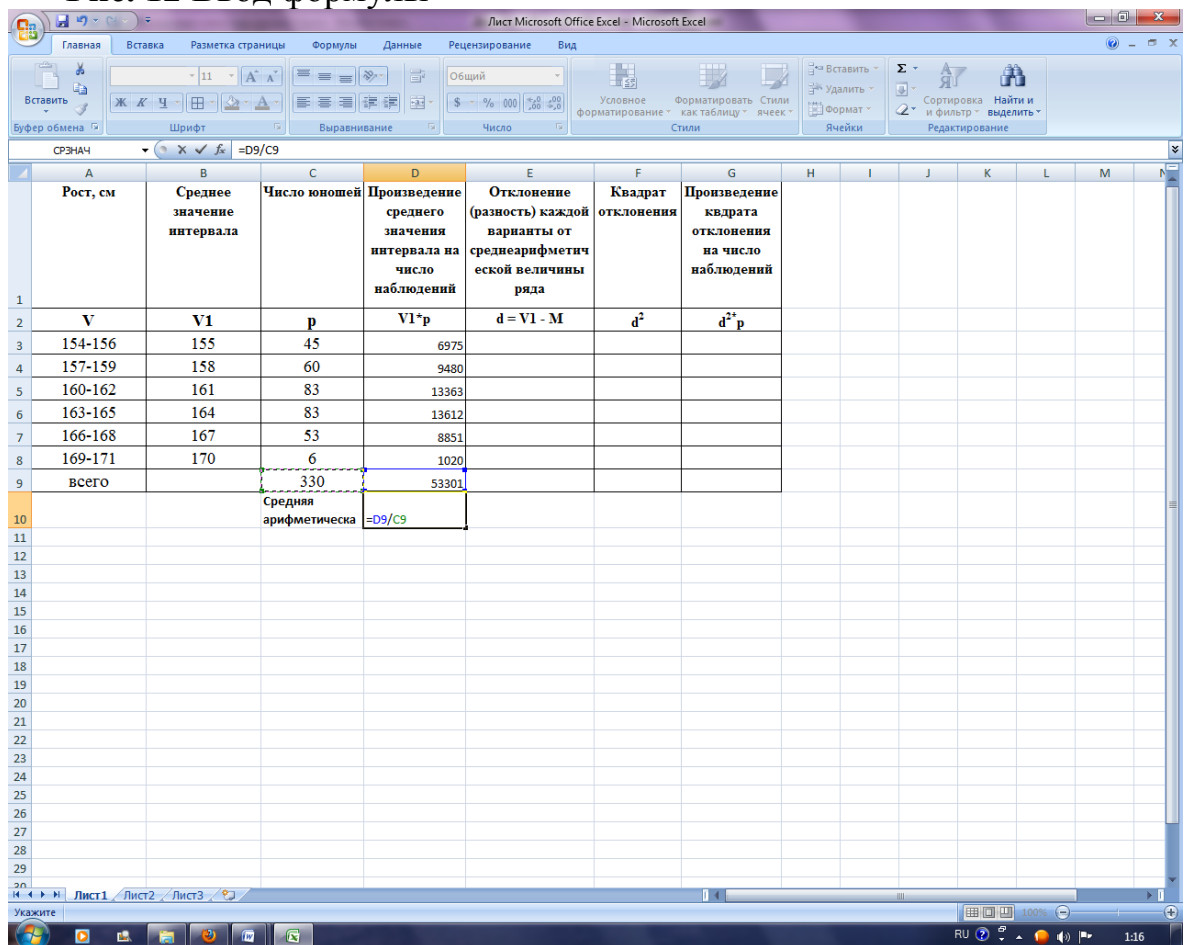 Рис. 12 Ввод формулы
Лист Microsoft Office Excel - Microsoft Excel
Главная Вставка Разметка страницы Формулы Данные Рецензирование Вид
Вставить
Ж К Ч
11
Общий
% 000
Условное форматирование
Форматировать как таблицу
Стили ячеек
Вставить
Удалить
Формат
Сортировка и фильтр
Найти и выделить
Буфер обмена Шрифт Выравнивание Число Стили Ячейки Редактирование
СРЗНАЧ =D9/C9
A B C D E F G H I J K L M N
1 Рост, см
Среднее
значение
интервала
Число юношей
Произведение
среднего
значения
интервала на
число
наблюдений
Отклонение
(разность) каждой
варианты от
среднеарифметич
еской величины
ряда
Квадрат
отклонения
Произведение
квдрата
отклонения
на число
наблюдений
2 V V1 p V1*p d = V1 - M d² d²*p
3 154-156 155 45 6975
4 157-159 158 60 9480
5 160-162 161 83 13363
6 163-165 164 83 13612
7 166-168 167 53 8851
8 169-171 170 6 1020
9 всего 330 53301
Средняя
10 арифметическа =D9/C9
11
12
13
14
15
16
17
18
19
20
21
22
23
24
25
26
27
28
29
30
Лист1 Лист2 Лист3
Укажите 100%
RU 1:16